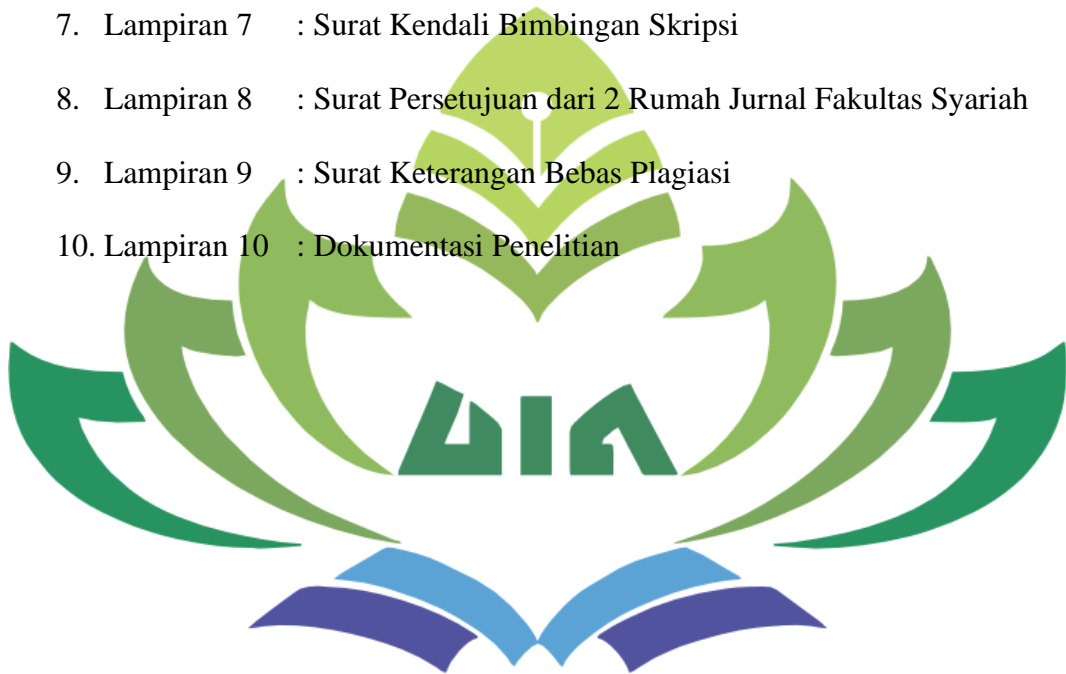 7. Lampiran 7 : Surat Kendali Bimbingan Skripsi
8. Lampiran 8 : Surat Persetujuan dari 2 Rumah Jurnal Fakultas Syariah
9. Lampiran 9 : Surat Keterangan Bebas Plagiasi
10. Lampiran 10 : Dokumentasi Penelitian